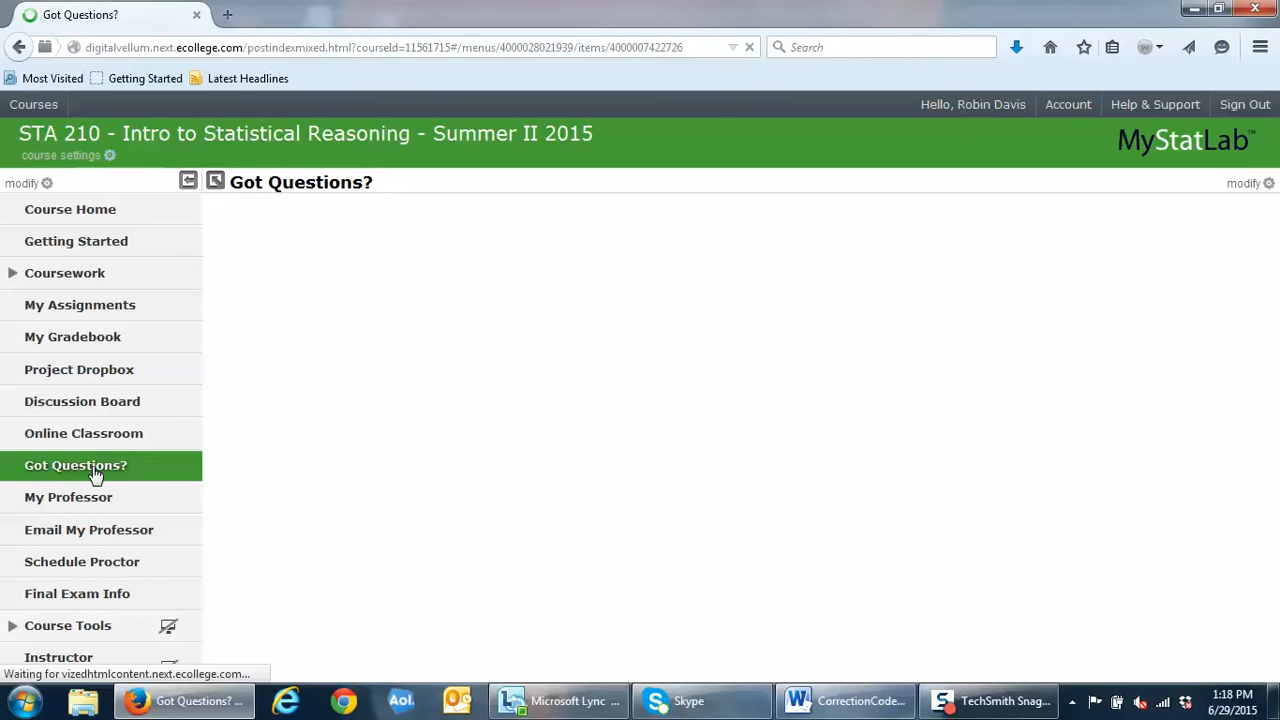 Got Questions?
digitalvellum.next.ecollege.com/postindexmixed.html?courseId=11561715#/menus/4000028021939/items/4000007422726
Search
Most Visited
Getting Started
Latest Headlines
Courses
Hello, Robin Davis
Account
Help & Support
Sign Out
STA 210 - Intro to Statistical Reasoning - Summer II 2015
MyStatLab™
course settings
modify
Got Questions?
modify
Course Home
Getting Started
Coursework
My Assignments
My Gradebook
Project Dropbox
Discussion Board
Online Classroom
Got Questions?
My Professor
Email My Professor
Schedule Proctor
Final Exam Info
Course Tools
Instructor
Waiting for vizedhtmlcontent.next.ecollege.com...
Got Questions? ...
Aol.
Microsoft Lync
Skype
CorrectionCode...
TechSmith Snag...
1:18 PM
6/29/2015